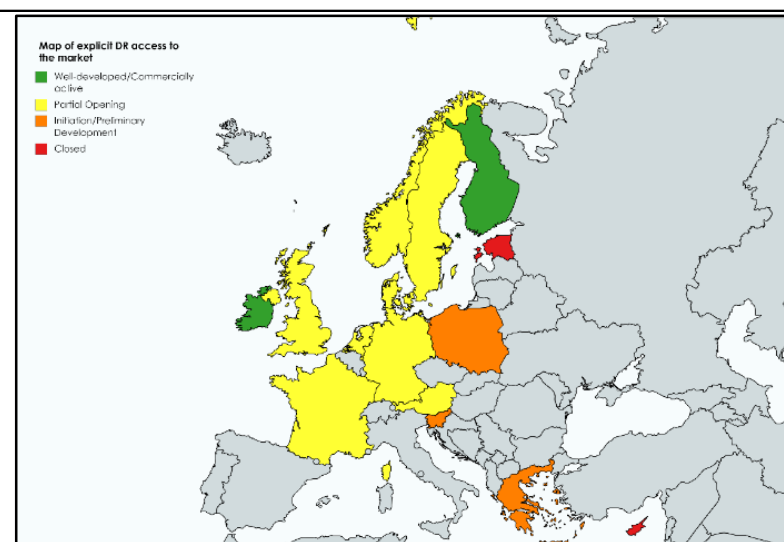 Map of explicit DR access to
the market
Well-developed/Commercially
active
Partial Opening
Initiation/Preliminary
Development
Closed